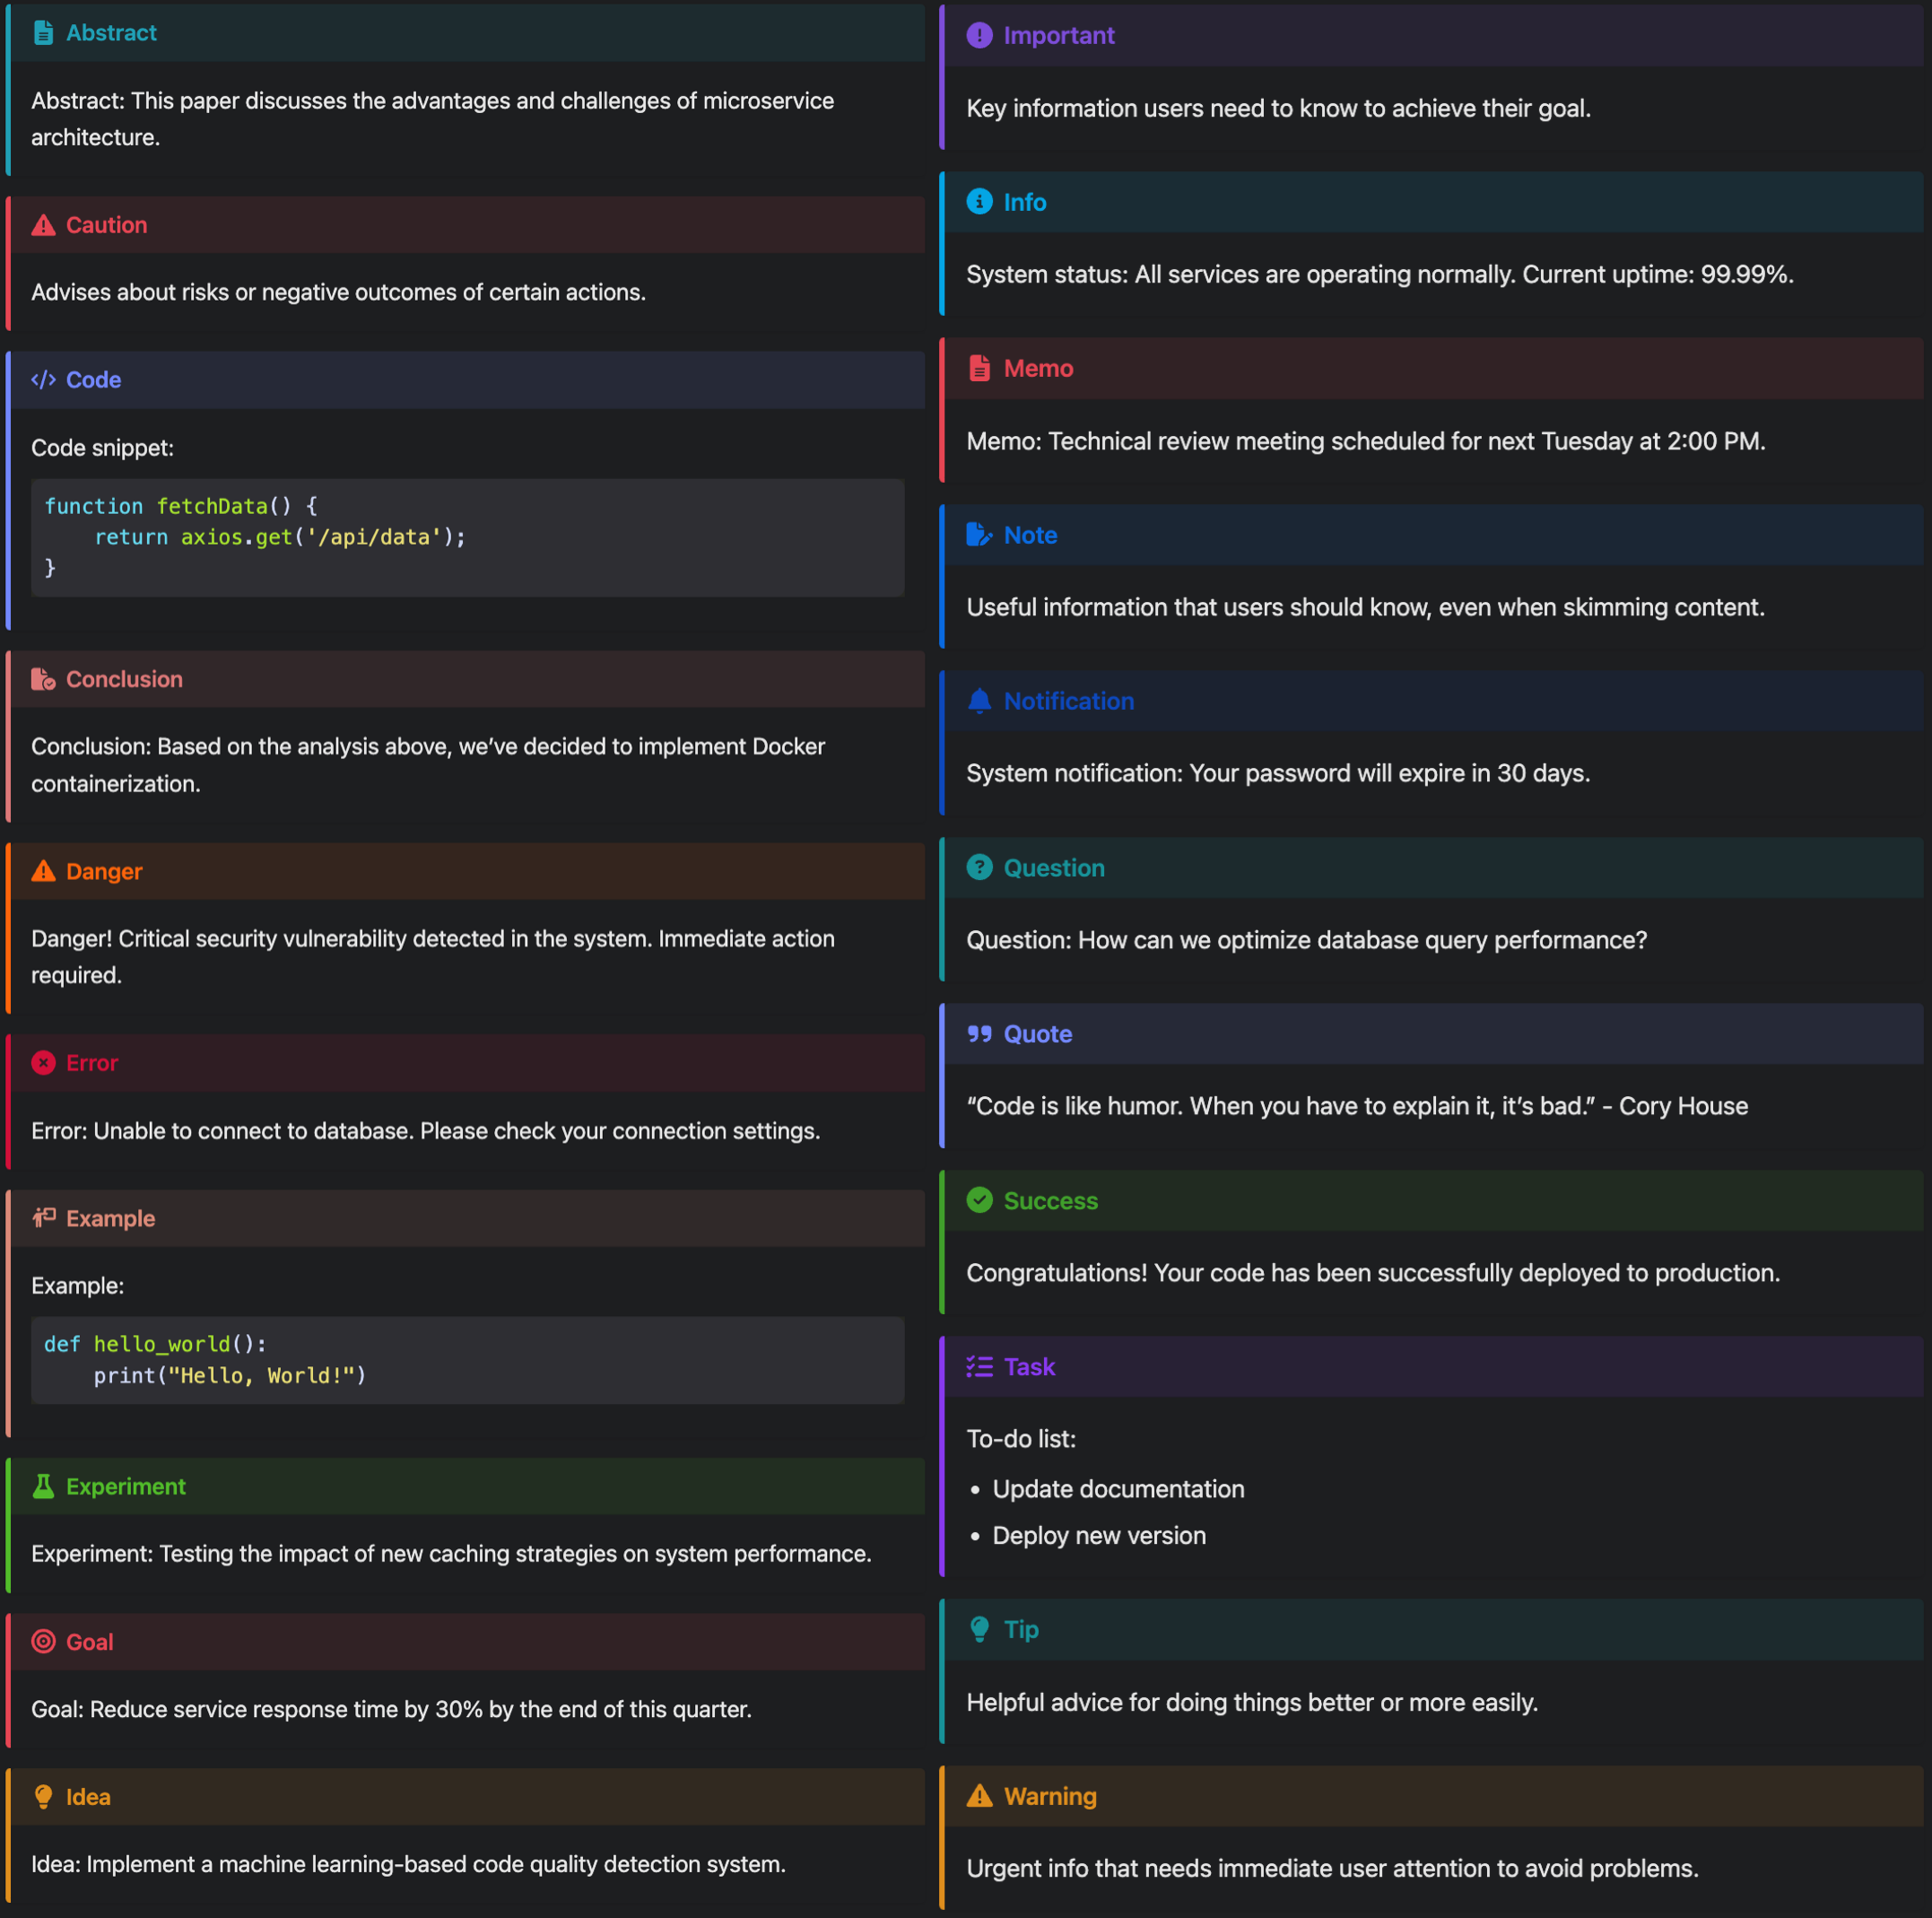 Abstract
Abstract: This paper discusses the advantages and challenges of microservice
architecture.
Caution
Advises about risks or negative outcomes of certain actions.
Code
Code snippet:
function fetchData() {
    return axios.get('/api/data');
}
Conclusion
Conclusion: Based on the analysis above, we’ve decided to implement Docker
containerization.
Danger
Danger! Critical security vulnerability detected in the system. Immediate action
required.
Error
Error: Unable to connect to database. Please check your connection settings.
Example
Example:
def hello_world():
    print("Hello, World!")
Experiment
Experiment: Testing the impact of new caching strategies on system performance.
Goal
Goal: Reduce service response time by 30% by the end of this quarter.
Idea
Idea: Implement a machine learning-based code quality detection system.
Important
Key information users need to know to achieve their goal.
Info
System status: All services are operating normally. Current uptime: 99.99%.
Memo
Memo: Technical review meeting scheduled for next Tuesday at 2:00 PM.
Note
Useful information that users should know, even when skimming content.
Notification
System notification: Your password will expire in 30 days.
Question
Question: How can we optimize database query performance?
Quote
“Code is like humor. When you have to explain it, it’s bad.” - Cory House
Success
Congratulations! Your code has been successfully deployed to production.
Task
To-do list:
• Update documentation
• Deploy new version
Tip
Helpful advice for doing things better or more easily.
Warning
Urgent info that needs immediate user attention to avoid problems.